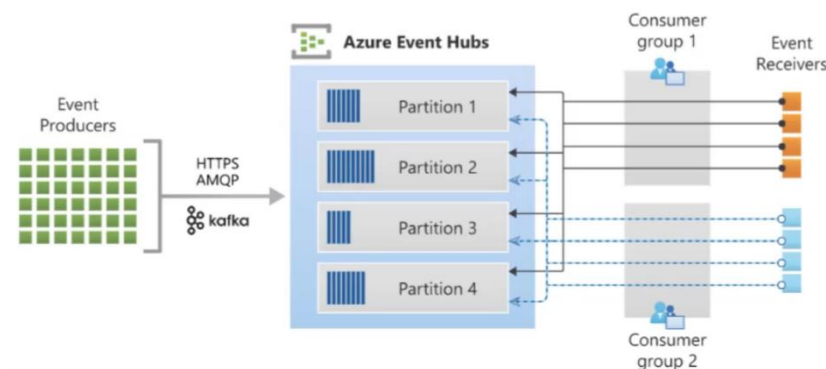 Azure Event Hubs
Event
Producers
HTTPS
AMQP
kafka
Partition 1
Partition 2
Partition 3
Partition 4
Consumer
group 1
Event
Receivers
Consumer
group 2